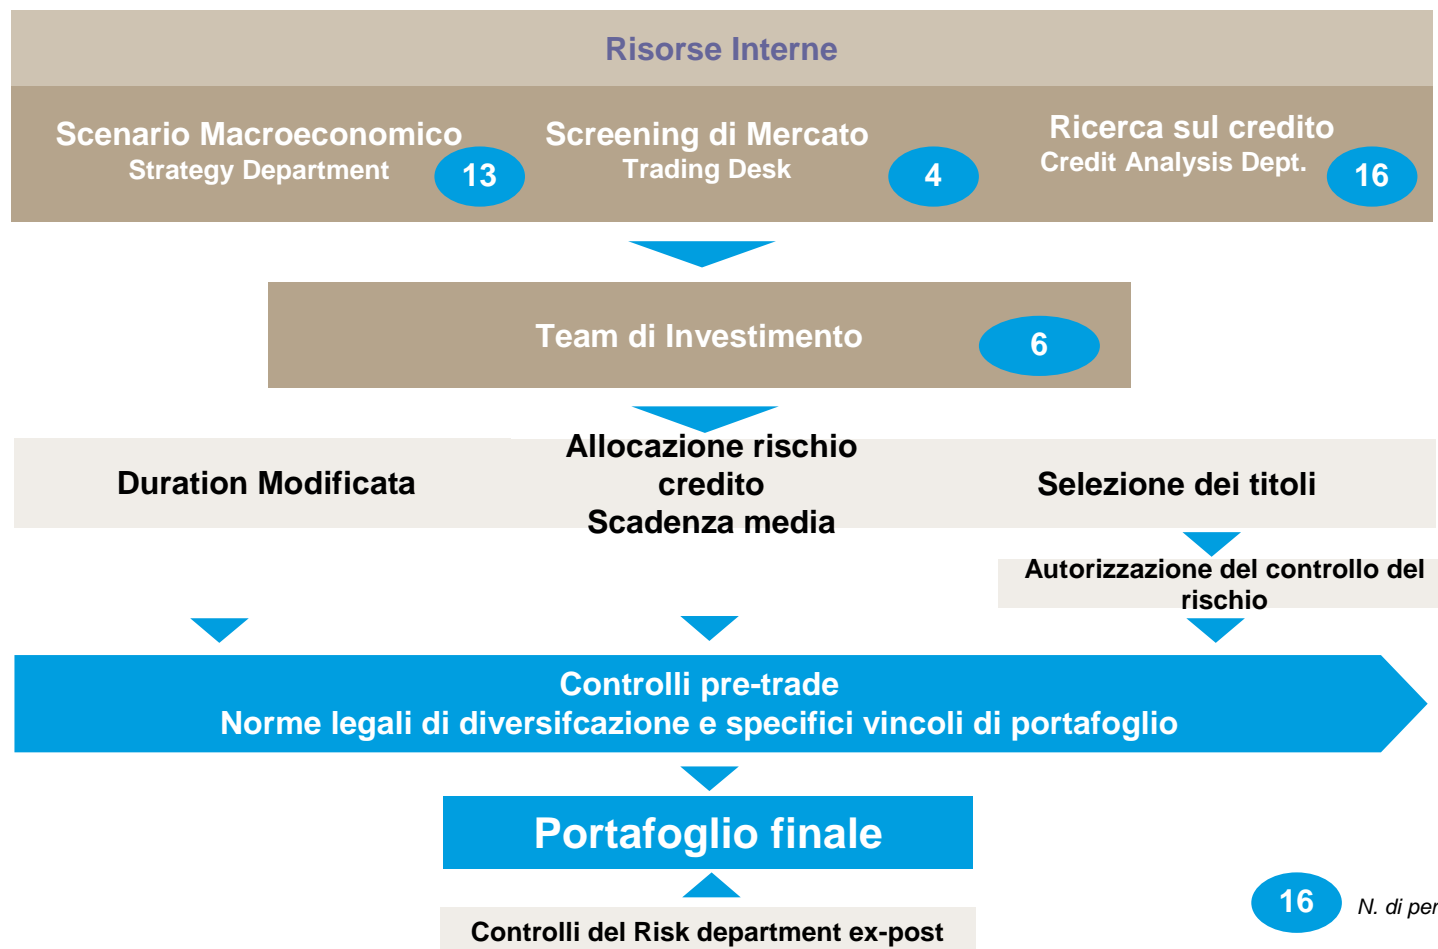 Risorse Interne
Scenario Macroeconomico
Strategy Department
13
Screening di Mercato
Trading Desk
4
Ricerca sul credito
Credit Analysis Dept.
16
Team di Investimento
6
Duration Modificata
Allocazione rischio
credito
Scadenza media
Selezione dei titoli
Autorizzazione del controllo del
rischio
Controlli pre-trade
Norme legali di diversifcazione e specifici vincoli di portafoglio
Portafoglio finale
Controlli del Risk department ex-post
16
N. di per